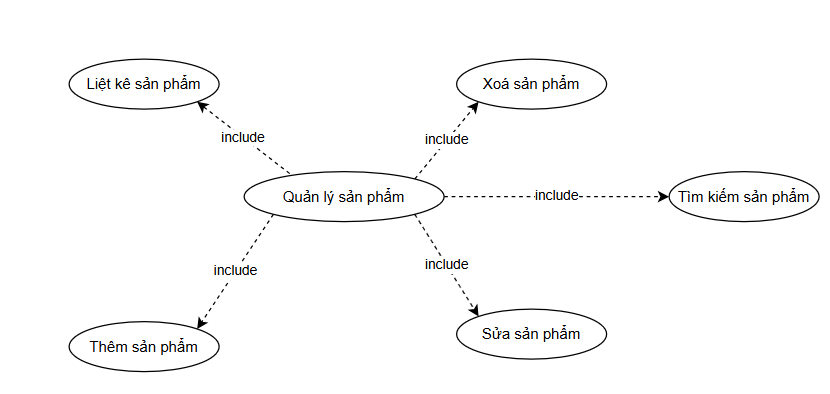 Liệt kê sản phẩm
Xoá sản phẩm
include
include
Quản lý sản phẩm
include
Tìm kiếm sản phẩm
include
include
Thêm sản phẩm
Sửa sản phẩm